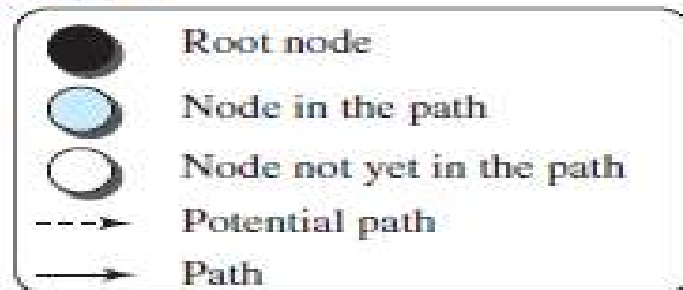 Root node
Node in the path
Node not yet in the path
Potential path
Path